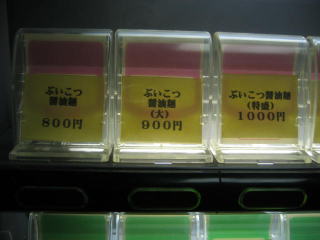 ぶいこつ
醤油麺
800円
ぶいこつ
醤油麺
(大)
900円
ぶいこつ醤油麺
(特盛)
1000円